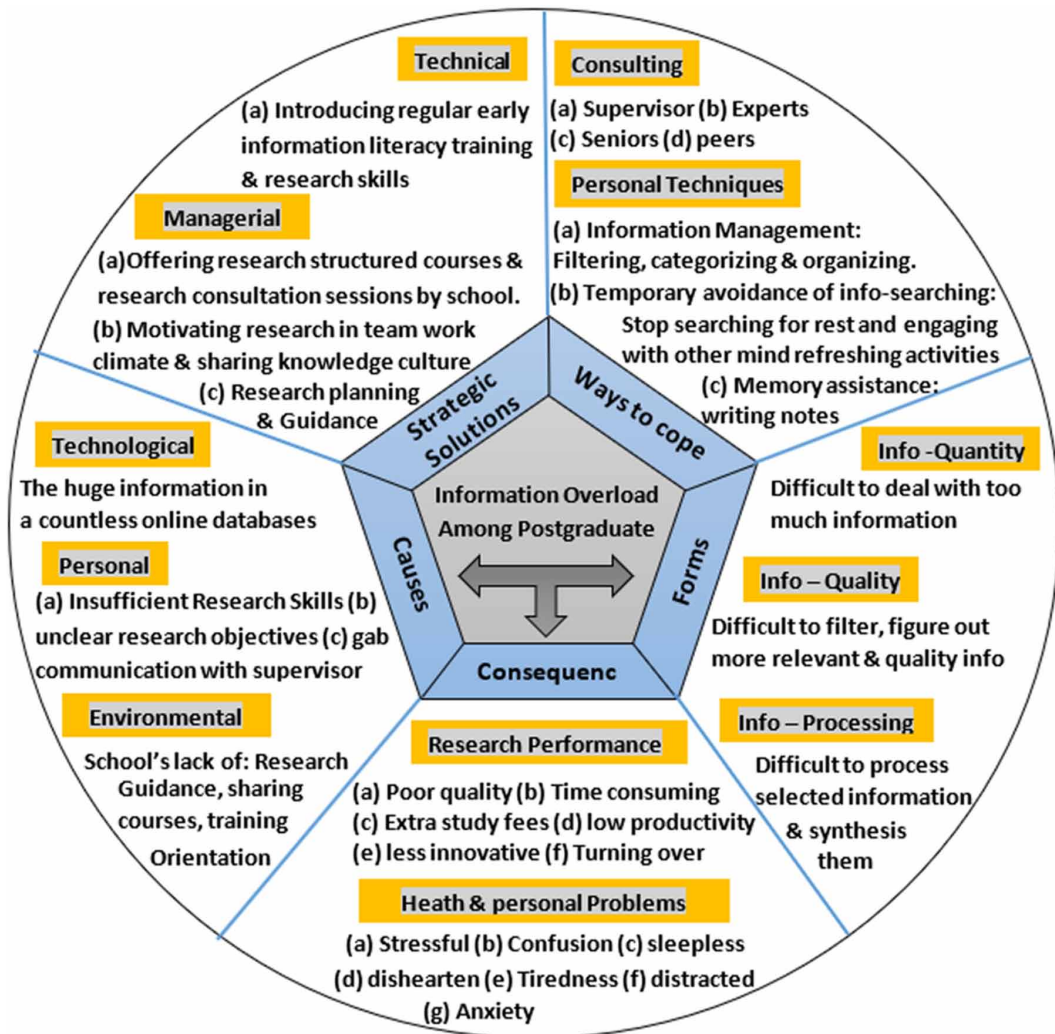 Technical
(a) Introducing regular early
information literacy training
& research skills
Managerial
(a)Offering research structured courses &
research consultation sessions by school.
(b) Motivating research in team work
climate & sharing knowledge culture
(c) Research planning
& Guidance
Consulting
(a) Supervisor (b) Experts
(c) Seniors (d) peers
Personal Techniques
(a) Information Management:
Filtering, categorizing & organizing.
(b) Temporary avoidance of info-searching:
Stop searching for rest and engaging
with other mind refreshing activities
(c) Memory assistance:
writing notes
Strategic
Solutions
Ways to cope
Causes
Forms
Consequenc
Information Overload
Among Postgraduate
Technological
The huge information in
a countless online databases
Personal
(a) Insufficient Research Skills (b)
unclear research objectives (c) gab
communication with supervisor
Environmental
School's lack of: Research
Guidance, sharing
courses, training
Orientation
Info -Quantity
Difficult to deal with too
much information
Info – Quality
Difficult to filter, figure out
more relevant & quality info
Info – Processing
Difficult to process
selected information
& synthesis
them
Research Performance
(a) Poor quality (b) Time consuming
(c) Extra study fees (d) low productivity
(e) less innovative (f) Turning over
Heath & personal Problems
(a) Stressful (b) Confusion (c) sleepless
(d) dishearten (e) Tiredness (f) distracted
(g) Anxiety